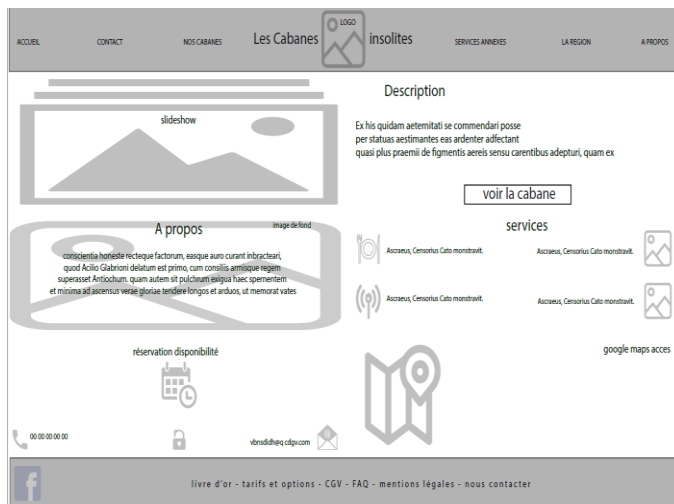 ACCUEIL
CONTACT
NOS CABANES
Les Cabanes
LOGO
insolites
SERVICES ANNEXES
LA REGION
A PROPOS
slideshow
Description
Ex his quidam aeternitati se commendari posse
per statuas aestimantes eas ardenter adfectant
quasi plus praemii de figmentis aereis sensu carentibus adepturi, quam ex
voir la cabane
A propos
image de fond
conscientia honeste recteque factorum, easque auro curant inbracteari,
quod Acilio Glabrioni delatum est primo, cum consiliis armisque regem
superasset Antiochum. quam autem sit pulchrum exigua haec spernentem
et minima ad ascensus verae gloriae tendere longos et arduos, ut memorat vates
services
Ascraeus, Censorius Cato monstravit.
Ascraeus, Censorius Cato monstravit.
Ascraeus, Censorius Cato monstravit.
Ascraeus, Censorius Cato monstravit.
réservation disponibilité
google maps acces
00 00 00 00 00
vbnsdldh@q cdgv.com
livre d'or - tarifs et options - CGV - FAQ - mentions légales - nous contacter